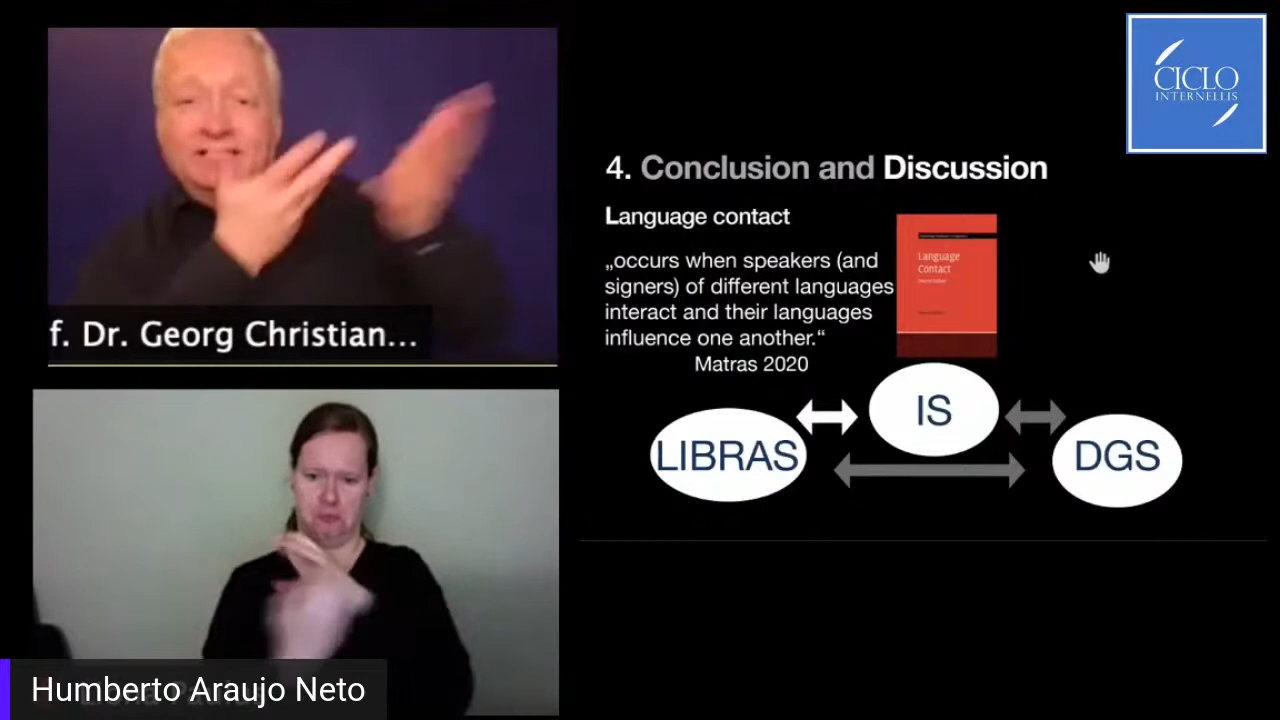 f. Dr. Georg Christian...
Humberto Araujo Neto
CICLO
INTERNELLIS
4. Conclusion and Discussion
Language contact
„occurs when speakers (and
signers) of different languages
interact and their languages
influence one another.“
Matras 2020
Language
Contact
IS
LIBRAS
DGS